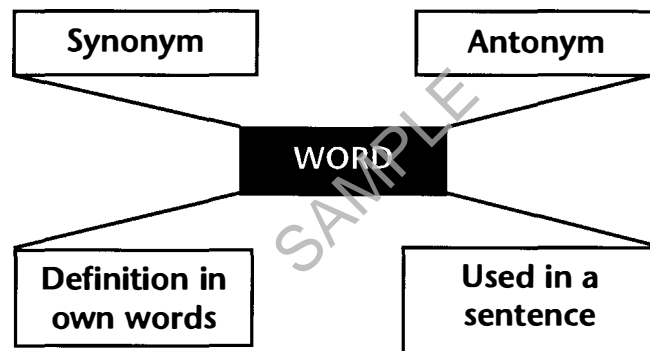 Synonym
Antonym
WORD
SAMPLE
Definition in
own words
Used in a
sentence